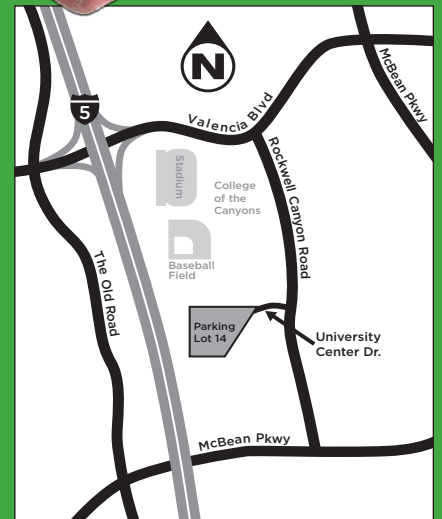 N
5
Valencia Blvd
McBean Pkwy
Stadium
College
of the
Canyons
Rockwell Canyon Road
Baseball
Field
The Old Road
Parking
Lot 14
University
Center Dr.
McBean Pkwy